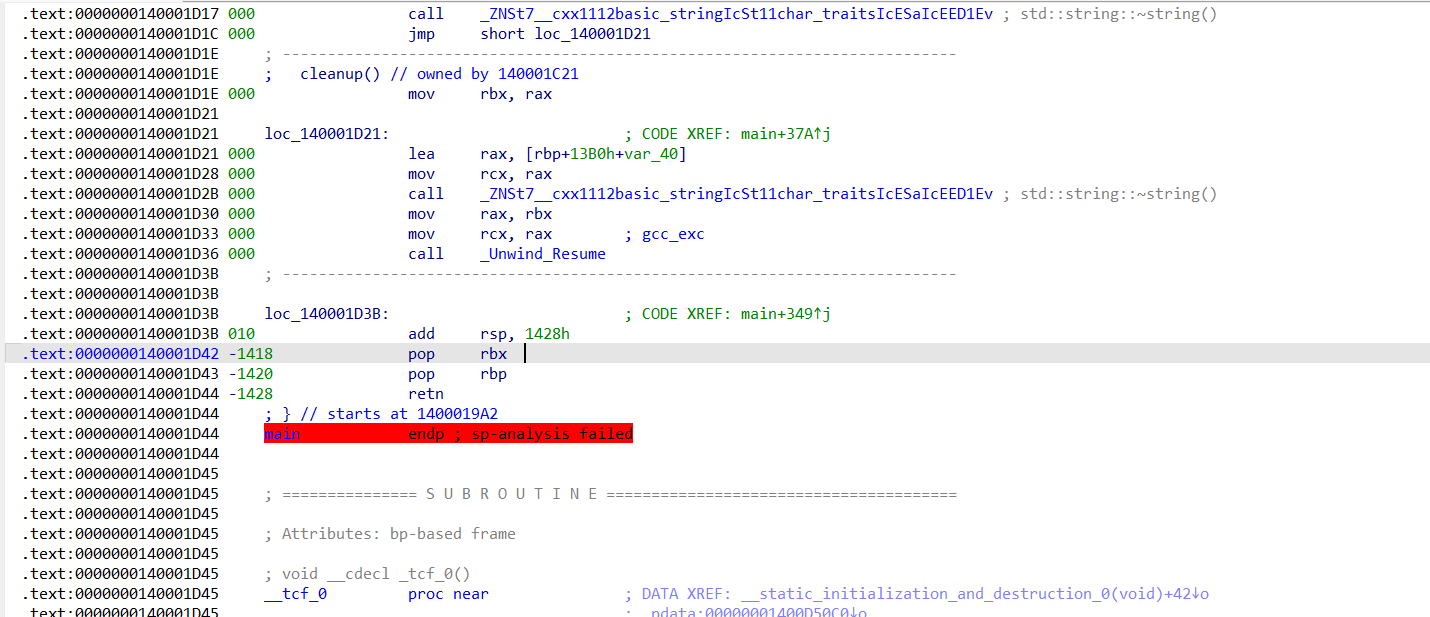 .text:0000000140001D17 000 call _ZNSt7__cxx1112basic_stringIcSt11char_traitsIcESaIcEED1Ev ; std::string::~string()
.text:0000000140001D1C 000 jmp short loc_140001D21
.text:0000000140001D1E ; ---------------------------------------------------------------------------
.text:0000000140001D1E ; cleanup() // owned by 140001C21
.text:0000000140001D1E 000 mov rbx, rax
.text:0000000140001D21
.text:0000000140001D21 loc_140001D21: ; CODE XREF: main+37A↑j
.text:0000000140001D21 000 lea rax, [rbp+13B0h+var_40]
.text:0000000140001D28 000 mov rcx, rax
.text:0000000140001D2B 000 call _ZNSt7__cxx1112basic_stringIcSt11char_traitsIcESaIcEED1Ev ; std::string::~string()
.text:0000000140001D30 000 mov rax, rbx
.text:0000000140001D33 000 mov rcx, rax ; gcc_exc
.text:0000000140001D36 000 call _Unwind_Resume
.text:0000000140001D3B ; ---------------------------------------------------------------------------
.text:0000000140001D3B
.text:0000000140001D3B loc_140001D3B: ; CODE XREF: main+349↑j
.text:0000000140001D3B 010 add rsp, 1428h
.text:0000000140001D42 -1418 pop rbx
.text:0000000140001D43 -1420 pop rbp
.text:0000000140001D44 -1428 retn
.text:0000000140001D44 ; } // starts at 1400019A2
.text:0000000140001D44 main endp ; sp-analysis failed
.text:0000000140001D44
.text:0000000140001D45
.text:0000000140001D45 ; =============== S U B R O U T I N E =======================================
.text:0000000140001D45
.text:0000000140001D45 ; Attributes: bp-based frame
.text:0000000140001D45
.text:0000000140001D45 ; void __cdecl _tcf_0()
.text:0000000140001D45 __tcf_0 proc near ; DATA XREF: __static_initialization_and_destruction_0(void)+42↓o
.text:0000000140001D45 ; .pdata:00000001400D50C0↓o